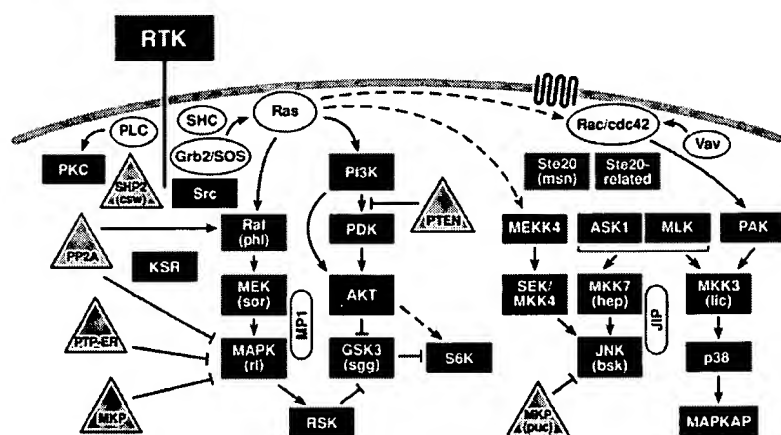 RTK
PLC
SHC
Ras
Rac/cdc42
Vav
PKC
SHP2
(csw)
Grb2/SOS
Src
PI3K
Ste20
(msn)
Ste20-
related
PTEN
PP2A
Raf
(phl)
PDK
MEKK4
ASK1
MLK
PAK
KSR
MEK
(sor)
MP1
AKT
SEK/
MKK4
MKK7
(hep)
JIP
MKK3
(lic)
PTP-ER
MAPK
(rl)
GSK3
(sgg)
S6K
JNK
(bsk)
p38
MKP
RSK
MKP
(puc)
MAPKAP